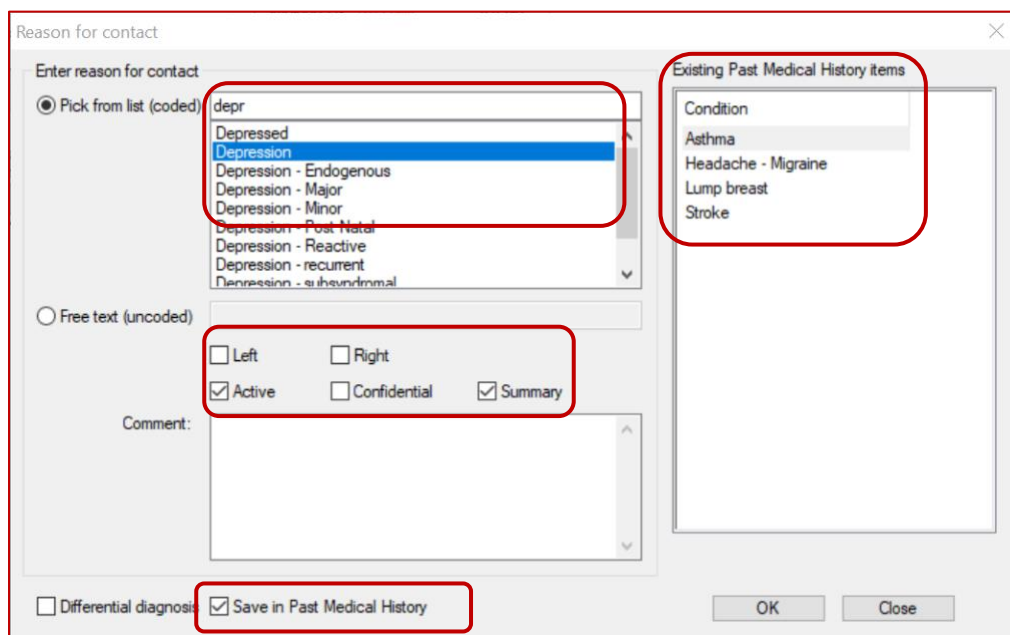 Reason for contact
Enter reason for contact
Pick from list (coded) depr
Depressed
Depression
Depression - Endogenous
Depression - Major
Depression - Minor
Depression - Post Natal
Depression - Reactive
Depression - recurrent
Depression - subsyndromal
Free text (uncoded)
Left Right
Active Confidential Summary
Comment:
Differential diagnosis Save in Past Medical History
Existing Past Medical History items
Condition
Asthma
Headache - Migraine
Lump breast
Stroke
OK Close